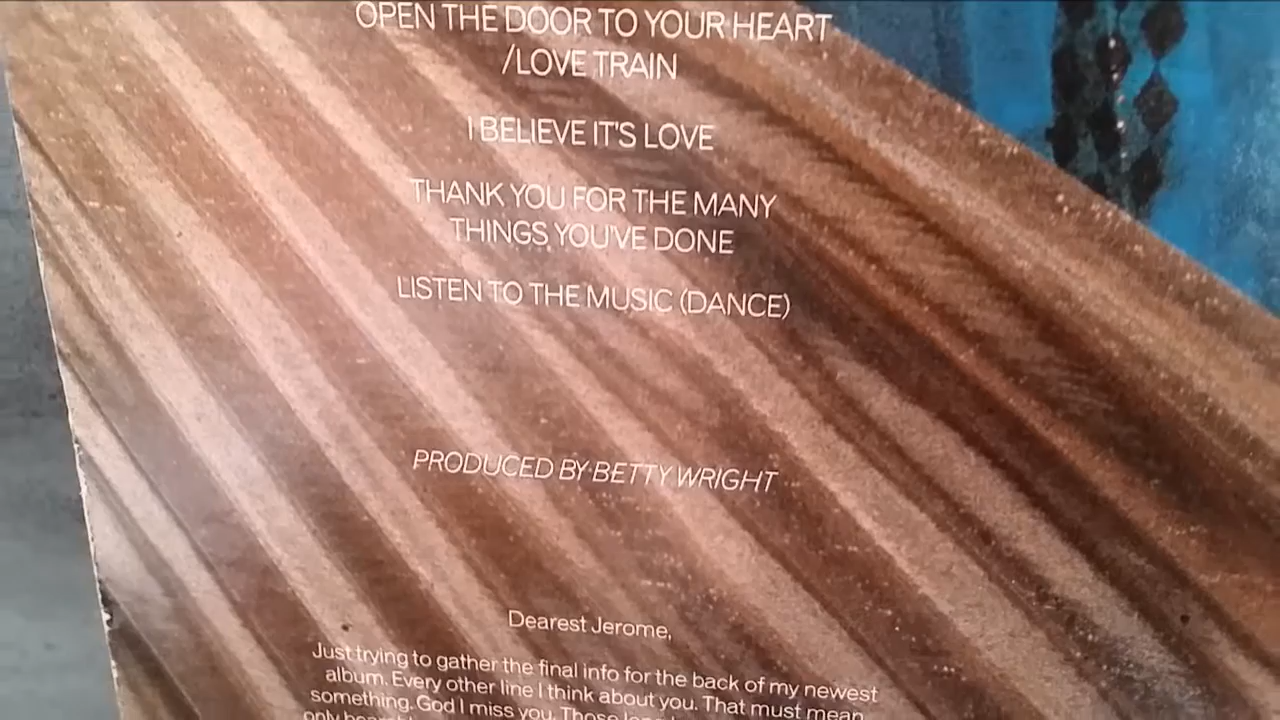 OPEN THE DOOR TO YOUR HEART
/LOVE TRAIN
I BELIEVE IT'S LOVE
THANK YOU FOR THE MANY
THINGS YOU'VE DONE
LISTEN TO THE MUSIC (DANCE)
PRODUCED BY BETTY WRIGHT
Dearest Jerome,
Just trying to gather the final info for the back of my newest
album. Every other line I think about you. That must mean
something. God I miss you. Those
only